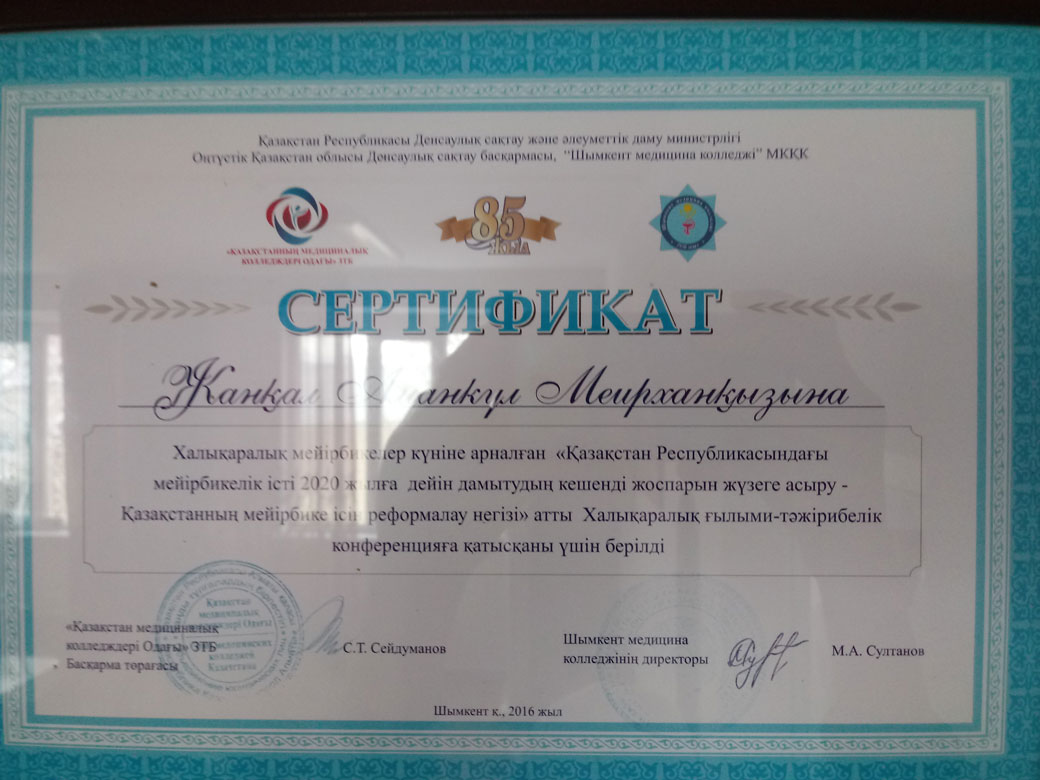 Қазақстан Республикасы Денсаулық сақтау және әлеуметтік даму министрлігі
Оңтүстік Қазақстан облысы Денсаулық сақтау басқармасы, "Шымкент медицина колледжі" МКҚК
85
ЖЫЛ
«ҚАЗАҚСТАННЫҢ МЕДИЦИНАЛЫҚ
КОЛЛЕДЖДЕРІ ОДАҒЫ» ЗТБ
СЕРТИФИКАТ
Жанқал Меирханқызына
Халықаралық мейірбикелер күніне арналған «Қазақстан Республикасындағы
мейірбикелік істі 2020 жылға дейін дамытудың кешенді жоспарын жүзеге асыру -
Қазақстанның мейірбике ісін реформалау негізі» атты Халықаралық ғылыми-тәжірибелік
конференцияға қатысқаны үшін берілді
«Қазақстан медициналық
колледждері Одағы» ЗТБ
Басқарма төрағасы
С.Т. Сейдуманов
Шымкент медицина
колледжінің директоры
М.А. Султанов
Шымкент қ., 2016 жыл